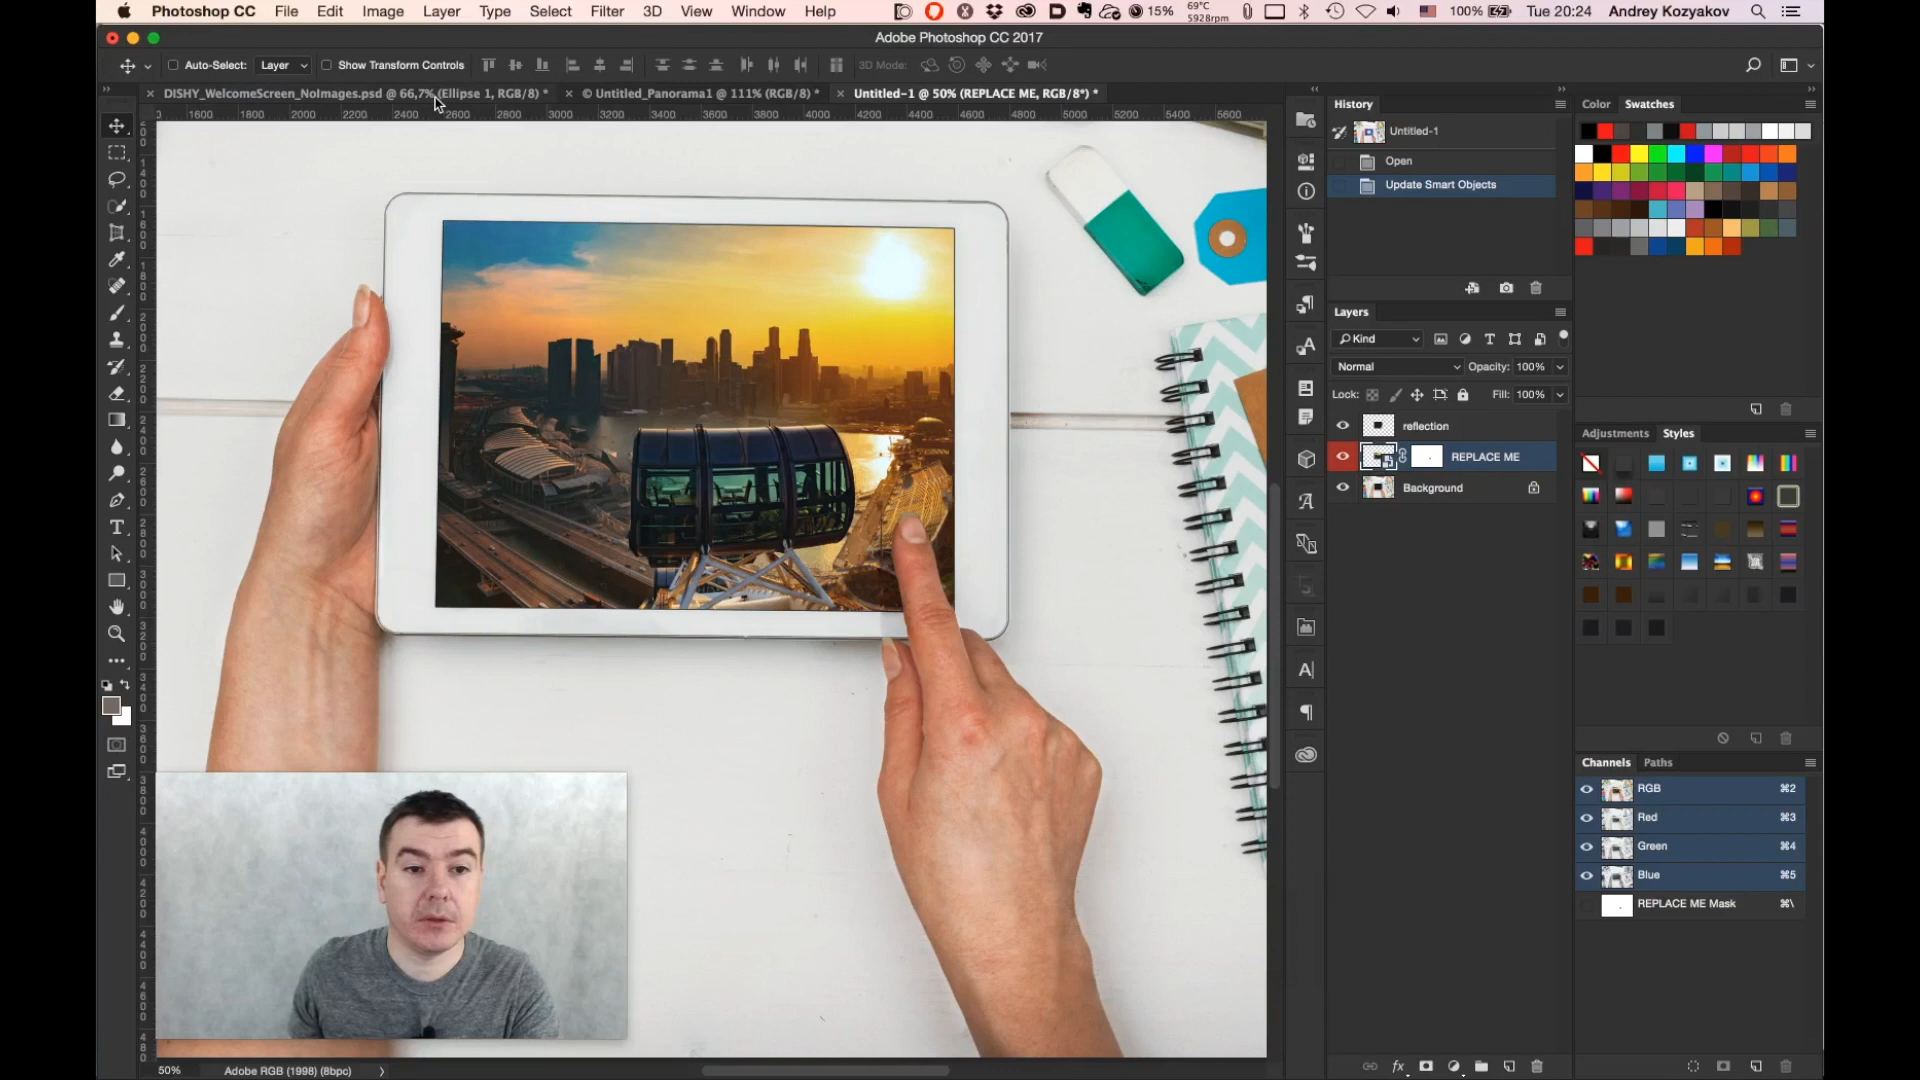 Photoshop CC File Edit Image Layer Type Select Filter 3D View Window Help 15% 69°C 5928rpm 100% Tue 20:24 Andrey Kozyakov
Adobe Photoshop CC 2017
Auto-Select: Layer Show Transform Controls 3D Mode:
DISHY_WelcomeScreen_NoImages.psd @ 66,7% (Ellipse 1, RGB/8) * © Untitled_Panorama1 @ 111% (RGB/8) * Untitled-1 @ 50% (REPLACE ME, RGB/8*) *
1600 1800 2000 2200 2400 2600 2800 3000 3200 3400 3600 3800 4000 4200 4400 4600 4800 5000 5200 5400 5600
History
Untitled-1
Open
Update Smart Objects
Layers
Kind
Normal Opacity: 100%
Lock: Fill: 100%
reflection
REPLACE ME
Background
Color Swatches
Adjustments Styles
Channels Paths
RGB ⌘2
Red ⌘3
Green ⌘4
Blue ⌘5
REPLACE ME Mask ⌘\
50% Adobe RGB (1998) (8bpc)